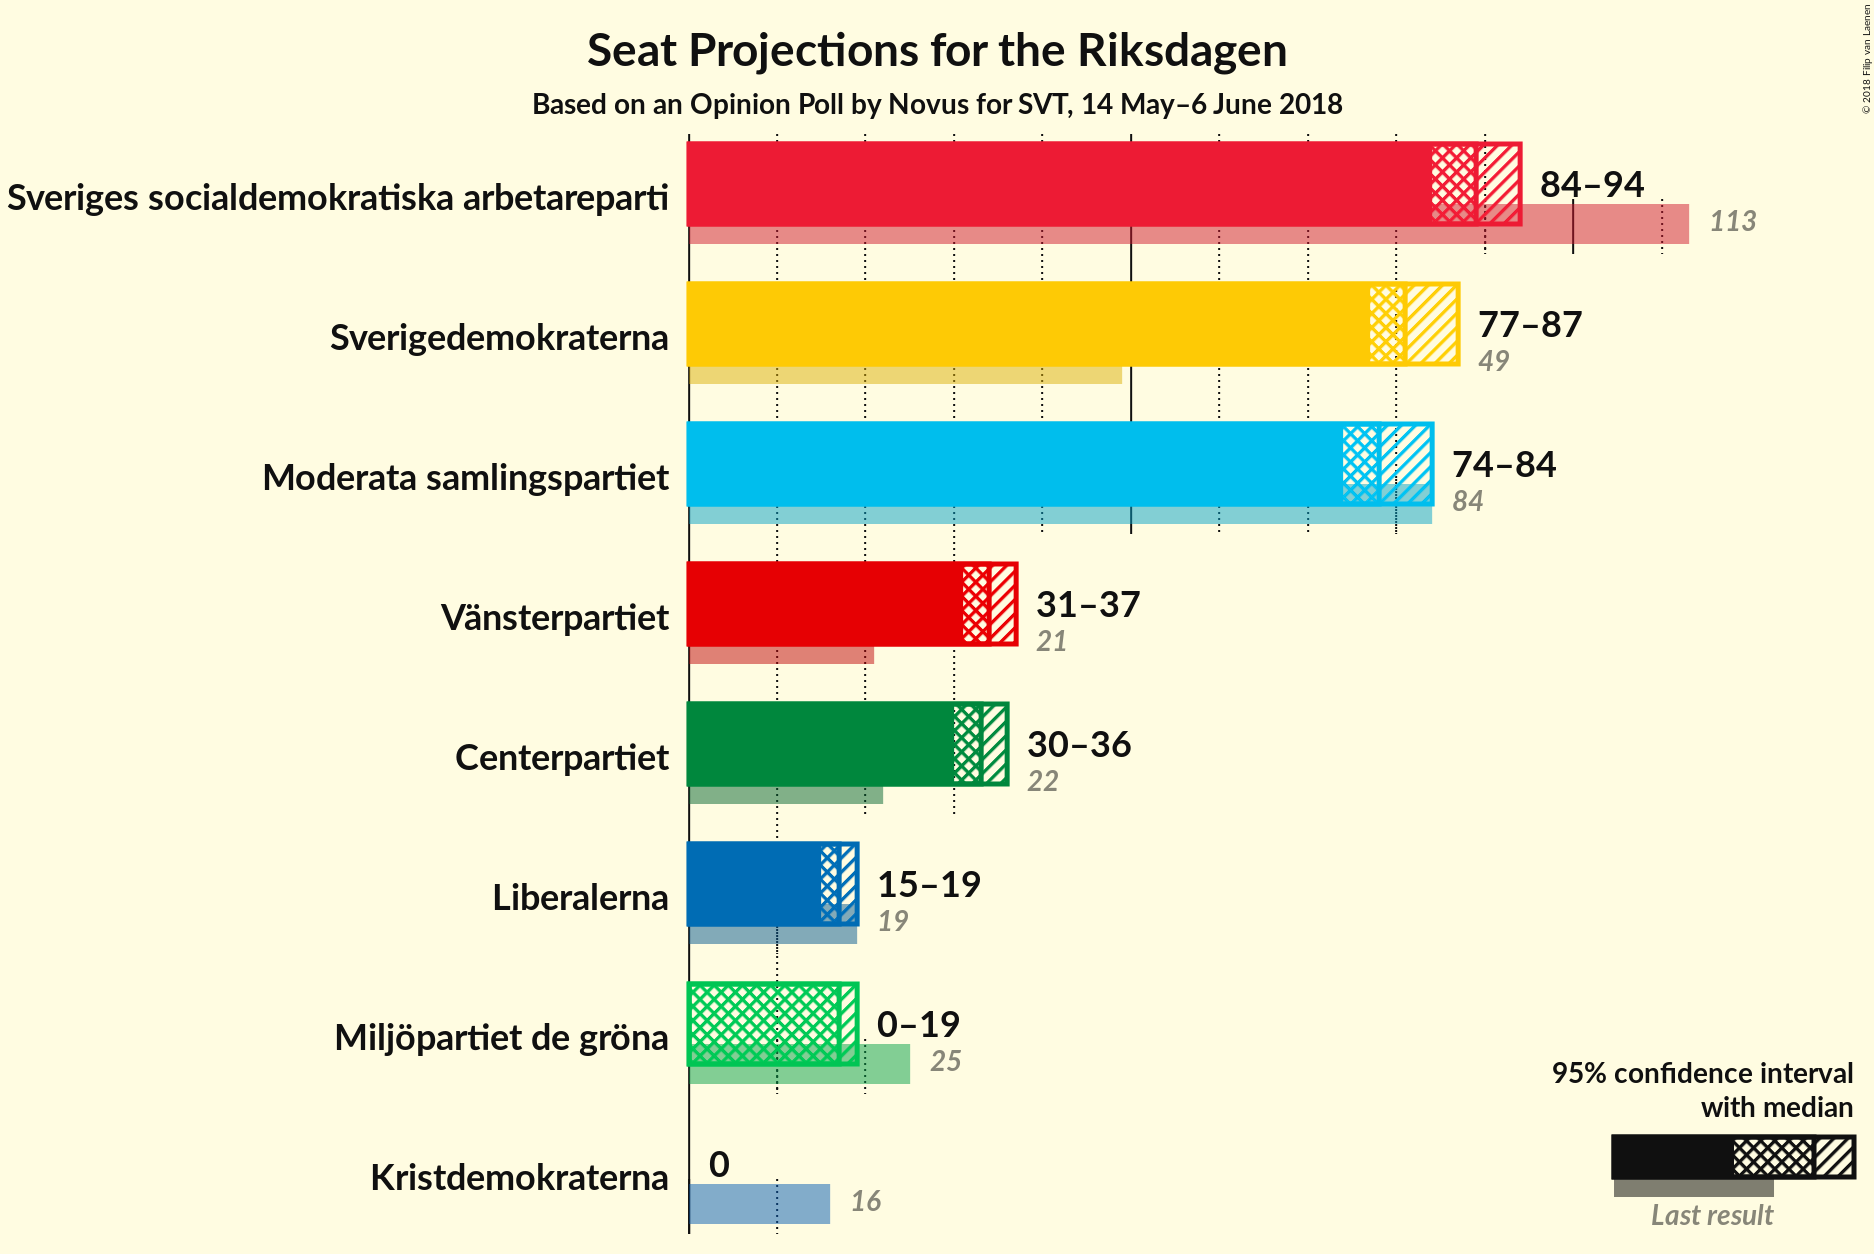 Seat Projections for the Riksdagen
Based on an Opinion Poll by Novus for SVT, 14 May–6 June 2018
© 2018 Filip van Laenen
Sveriges socialdemokratiska arbetareparti
84–94
113
Sverigedemokraterna
77–87
49
Moderata samlingspartiet
74–84
84
Vänsterpartiet
31–37
21
Centerpartiet
30–36
22
Liberalerna
15–19
19
Miljöpartiet de gröna
0–19
25
Kristdemokraterna
0
16
95% confidence interval
with median
Last result